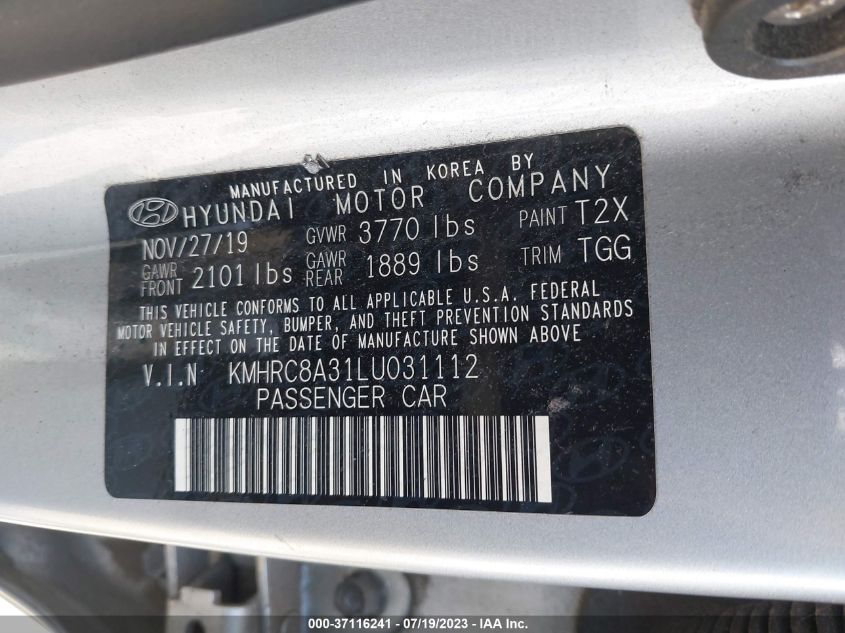 MANUFACTURED IN KOREA BY
HYUNDAI MOTOR COMPANY
NOV/27/19 GVWR 3770 lbs PAINT T2X
GAWR FRONT 2101 lbs GAWR REAR 1889 lbs TRIM TGG
THIS VEHICLE CONFORMS TO ALL APPLICABLE U.S.A. FEDERAL
MOTOR VEHICLE SAFETY, BUMPER, AND THEFT PREVENTION STANDARDS
IN EFFECT ON THE DATE OF MANUFACTURE SHOWN ABOVE
V.I.N KMHRC8A31LU031112
PASSENGER CAR
000-37116241 - 07/19/2023 - IAA Inc.